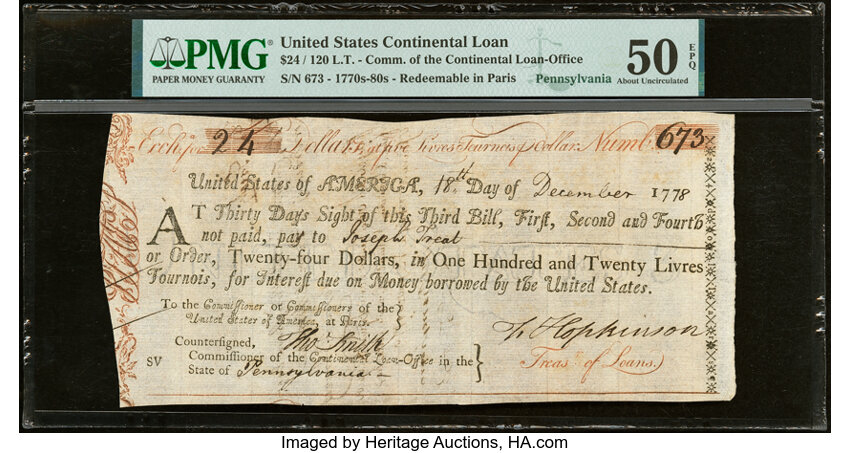 PMG
PAPER MONEY GUARANTY
United States Continental Loan
$24 / 120 L.T. - Comm. of the Continental Loan-Office
S/N 673 - 1770s-80s - Redeemable in Paris
Pennsylvania
50
EPQ
About Uncirculated
Exchᵃ for 24 Dollars, Livres Tournois Dollar. Numb. 673
United States of AMERICA, 18th Day of December 1778
AT Thirty Days Sight of this Third Bill, First, Second and Fourth
not paid, pay to Joseph Treat
or Order, Twenty-four Dollars, in One Hundred and Twenty Livres
Tournois, for Interest due on Money borrowed by the United States.
To the Commissioner or Commissioners of the
United States of America, at Paris.
Countersigned, Tho Smith
SV
Commissioner of the Continental Loan-Office in the
State of Pennsylvania
F Hopkinson
Treasr. of Loans.
Imaged by Heritage Auctions, HA.com